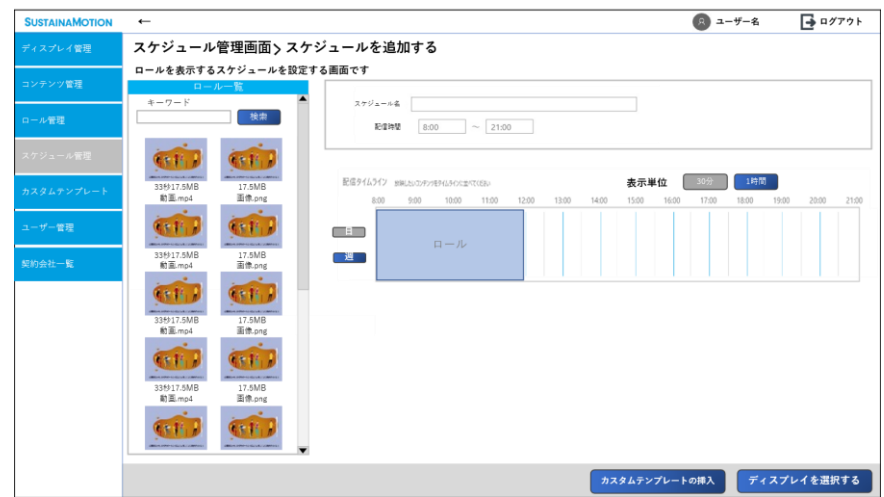 SUSTAINAMOTION
←
ユーザー名
ログアウト
ディスプレイ管理
コンテンツ管理
ロール管理
スケジュール管理
カスタムテンプレート
ユーザー管理
契約会社一覧
スケジュール管理画面>スケジュールを追加する
ロールを表示するスケジュールを設定する画面です
ロール一覧
キーワード
検索
33秒17.5MB 17.5MB
動画.mp4 画像.png
33秒17.5MB 17.5MB
動画.mp4 画像.png
33秒17.5MB 17.5MB
動画.mp4 画像.png
33秒17.5MB 17.5MB
動画.mp4 画像.png
スケジュール名
配信時間 8:00 ～ 21:00
配信タイムライン
表示単位 30分 1時間
8:00 9:00 10:00 11:00 12:00 13:00 14:00 15:00 16:00 17:00 18:00 19:00 20:00 21:00
日
週
ロール
カスタムテンプレートの挿入
ディスプレイを選択する